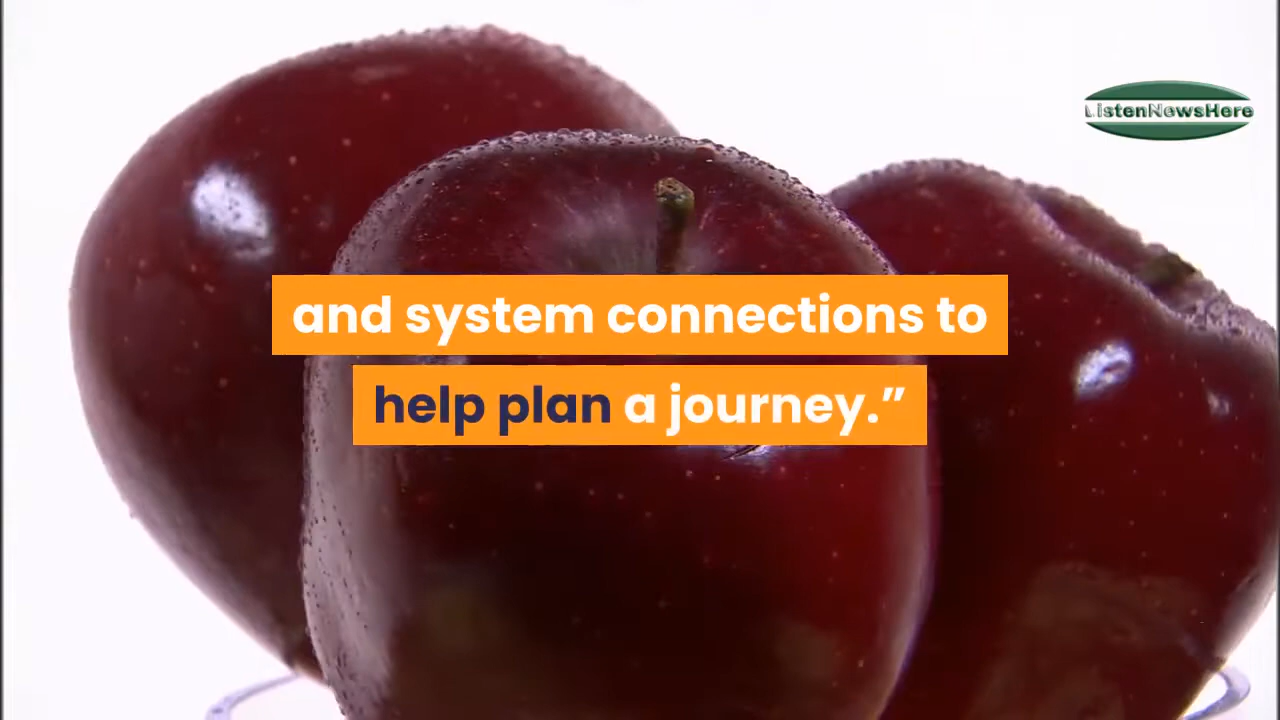 ListenNewsHere
and system connections to
help plan a journey.”